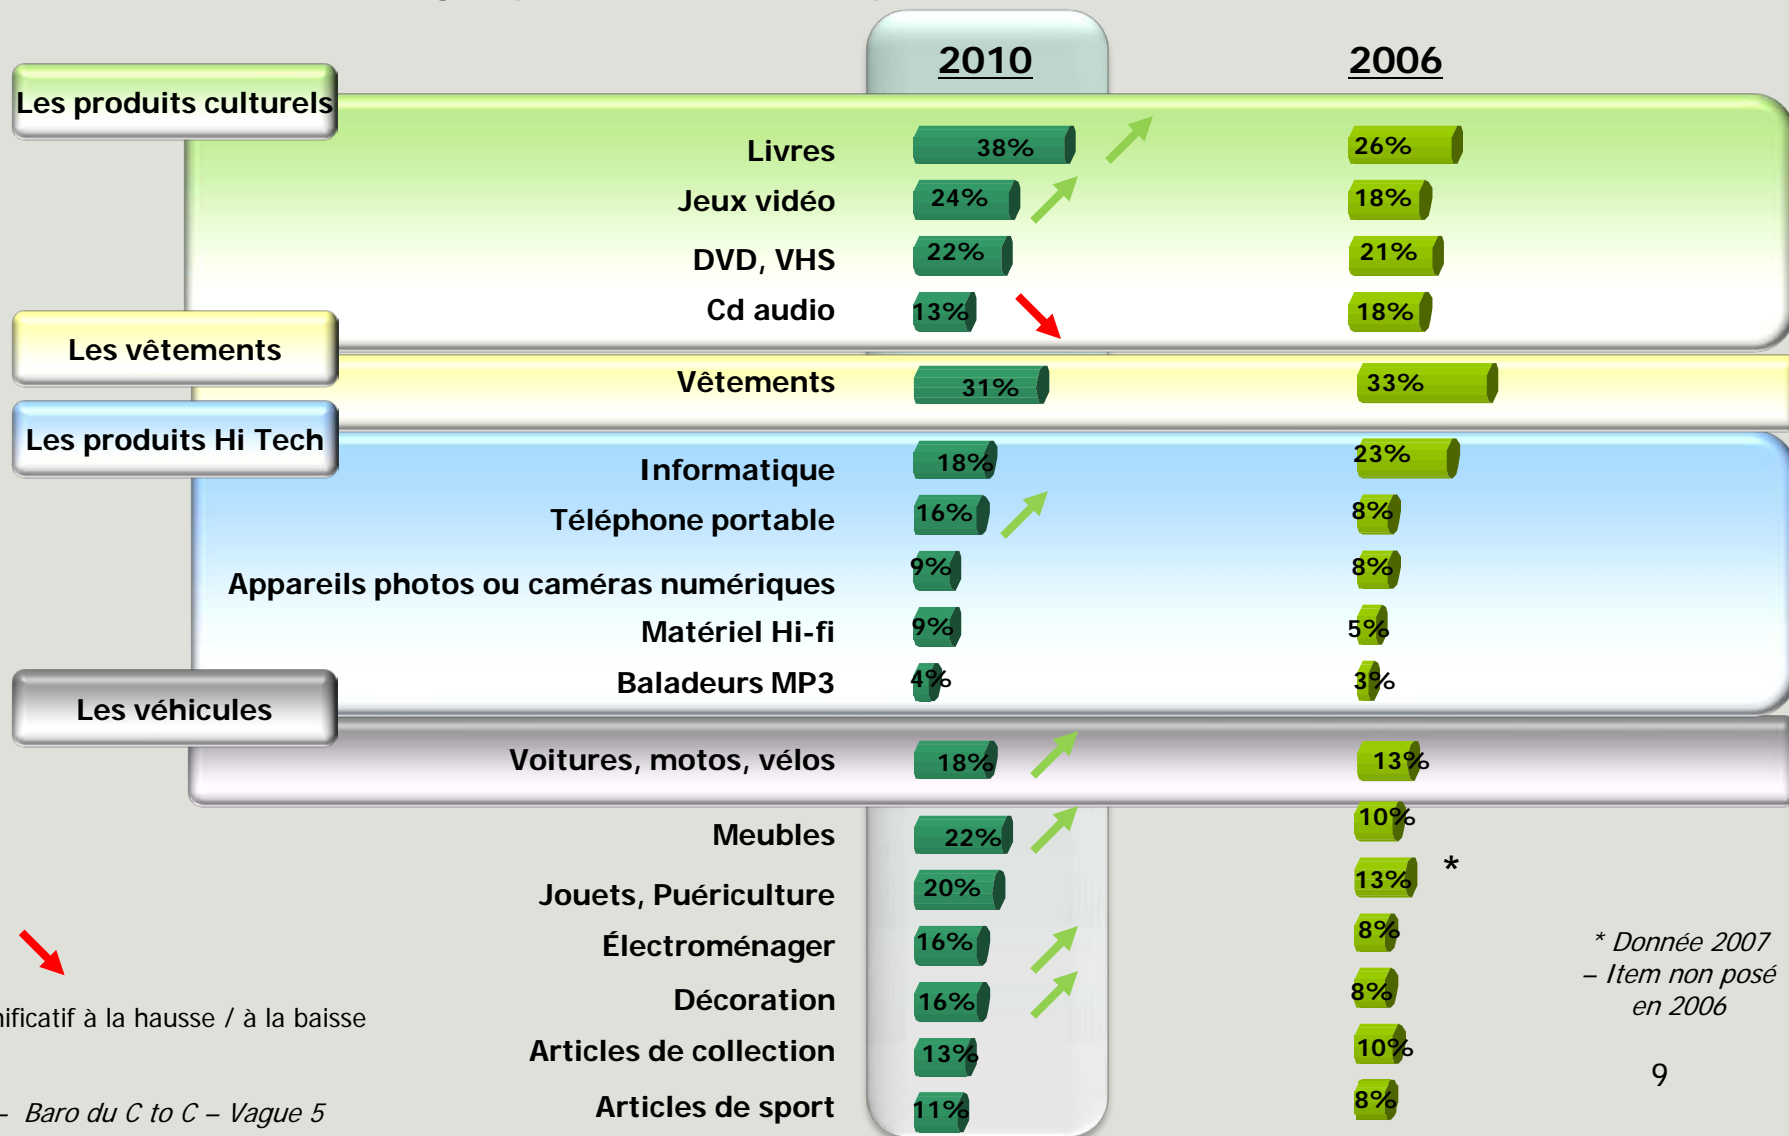 2010 2006
Les produits culturels
Livres 38% 26%
Jeux vidéo 24% 18%
DVD, VHS 22% 21%
Cd audio 13% 18%
Les vêtements
Vêtements 31% 33%
Les produits Hi Tech
Informatique 18% 23%
Téléphone portable 16% 8%
Appareils photos ou caméras numériques 9% 8%
Matériel Hi-fi 9% 5%
Baladeurs MP3 4% 3%
Les véhicules
Voitures, motos, vélos 18% 13%
Meubles 22% 10%
Jouets, Puériculture 20% 13% *
Électroménager 16% 8%
Décoration 16% 8%
Articles de collection 13% 10%
Articles de sport 11% 8%
* Donnée 2007
– Item non posé
en 2006
nificatif à la hausse / à la baisse
– Baro du C to C – Vague 5
9